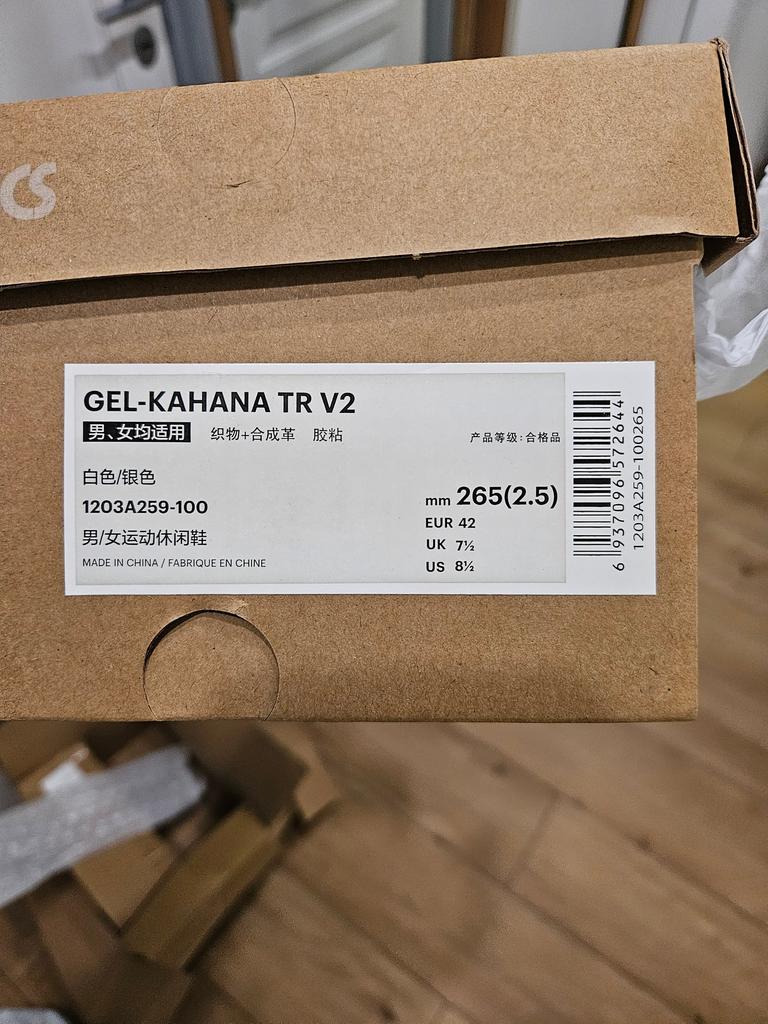 CS
GEL-KAHANA TR V2
男、女均适用 织物+合成革 胶粘 产品等级:合格品
白色/银色
1203A259-100
男/女运动休闲鞋
MADE IN CHINA / FABRIQUE EN CHINE
mm 265(2.5)
EUR 42
UK 7½
US 8½
6 937096 572644
1203A259-100265